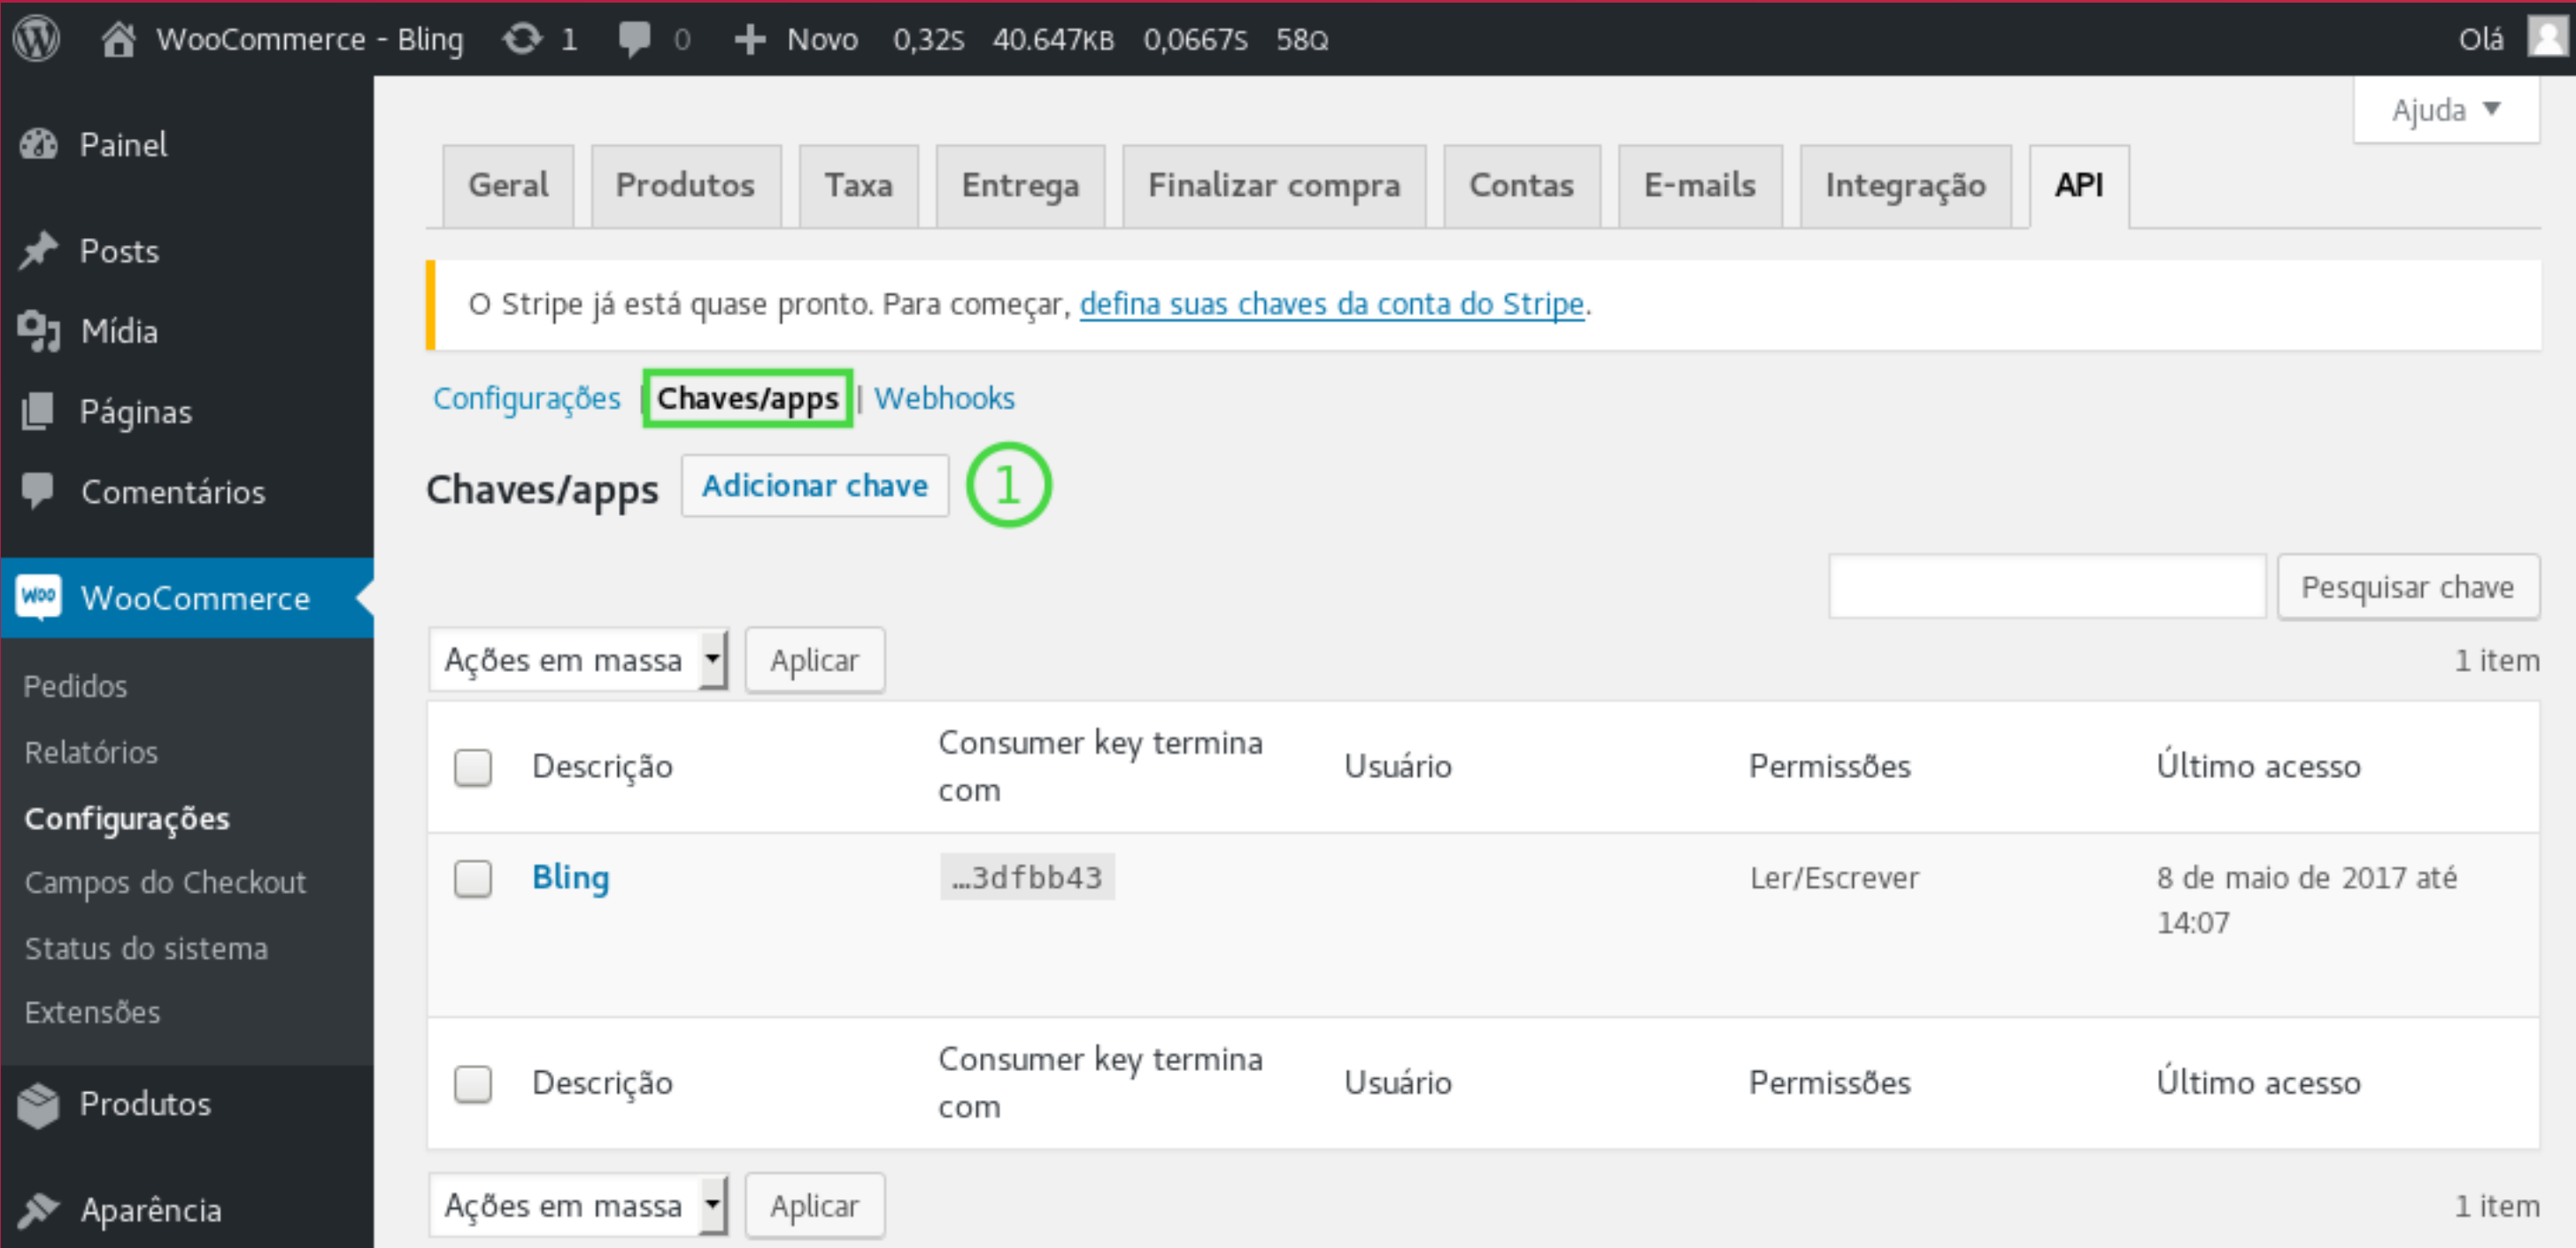 WooCommerce - Bling 1 0 Novo 0,32S 40.647KB 0,0667S 58Q Olá
Ajuda
Painel
Posts
Mídia
Páginas
Comentários
Woo WooCommerce
Pedidos
Relatórios
Configurações
Campos do Checkout
Status do sistema
Extensões
Produtos
Aparência
Geral Produtos Taxa Entrega Finalizar compra Contas E-mails Integração API
O Stripe já está quase pronto. Para começar, defina suas chaves da conta do Stripe.
Configurações | Chaves/apps | Webhooks
Chaves/apps Adicionar chave 1
Pesquisar chave
Ações em massa Aplicar 1 item
Descrição Consumer key termina com Usuário Permissões Último acesso
Bling …3dfbb43 Ler/Escrever 8 de maio de 2017 até
14:07
Descrição Consumer key termina com Usuário Permissões Último acesso
Ações em massa Aplicar 1 item